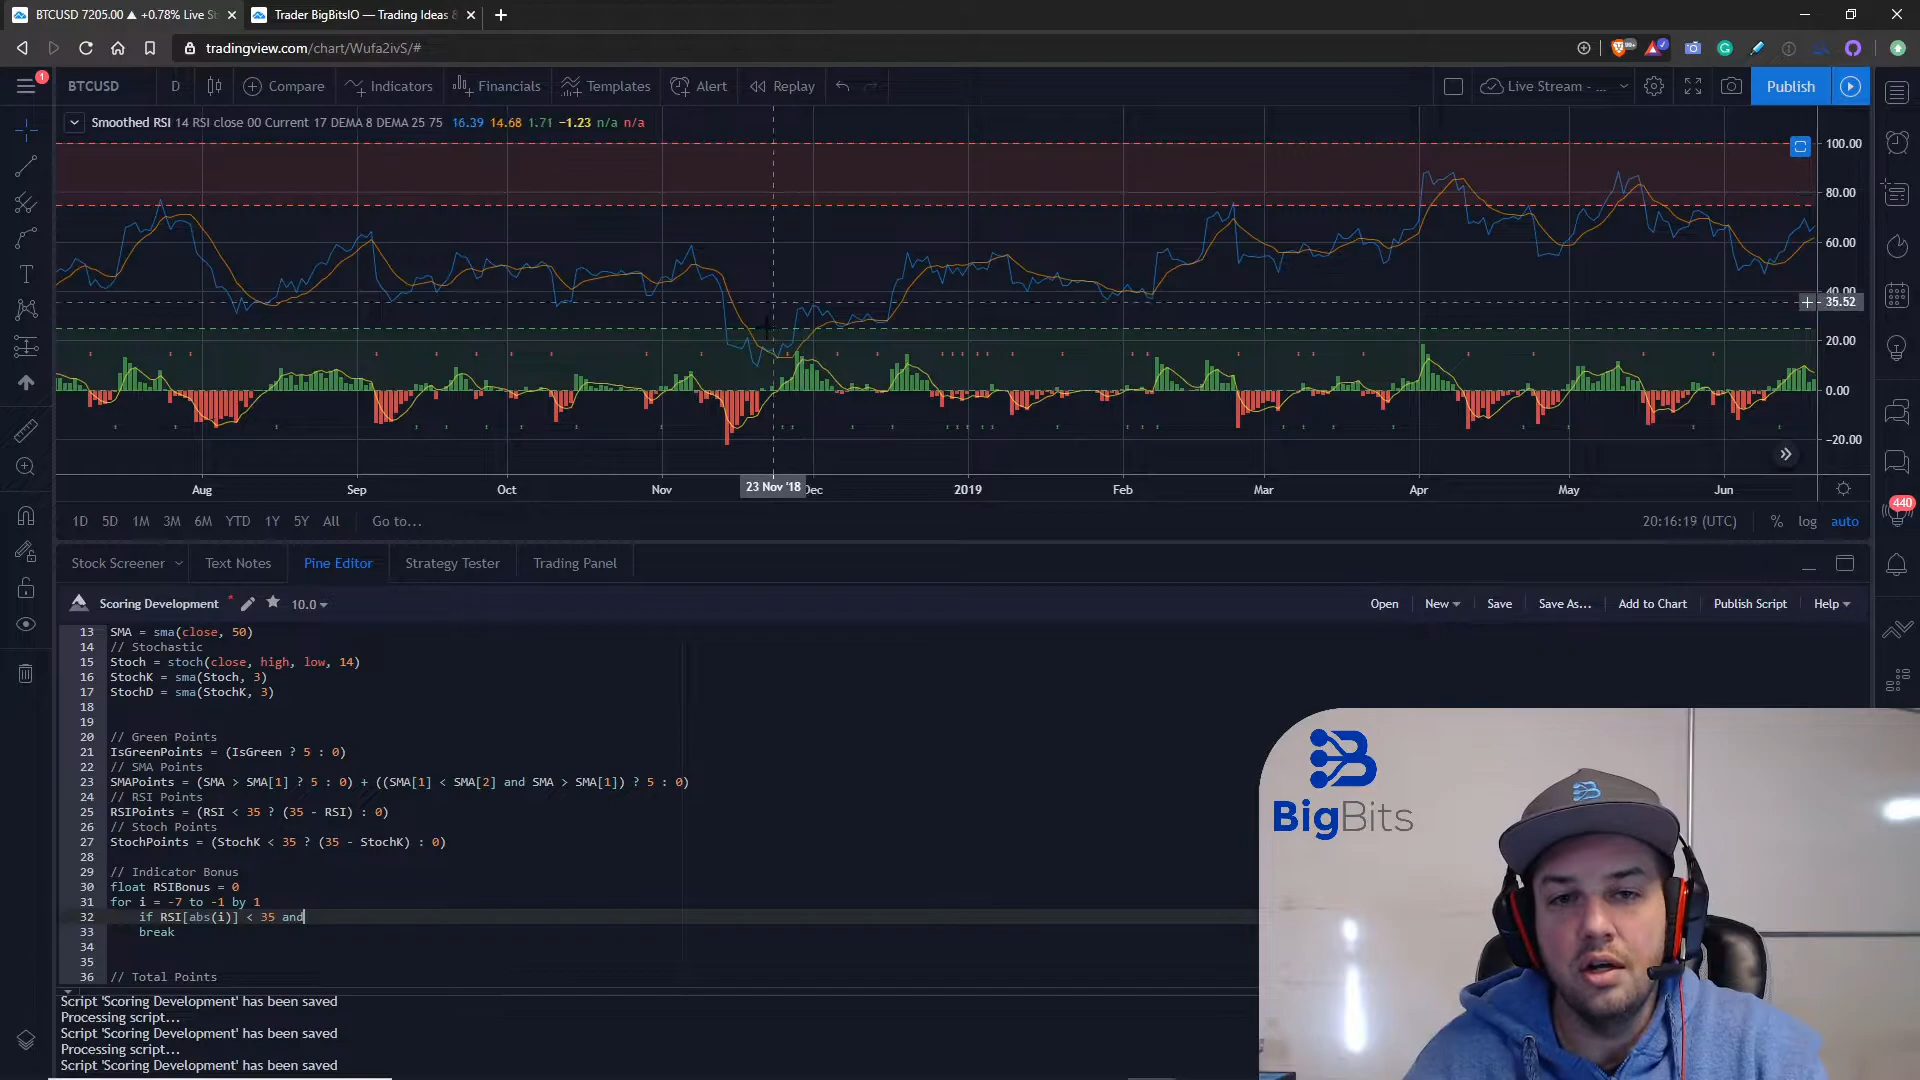 BTCUSD 7205.00 ▲ +0.78% Live St
Trader BigBitsIO — Trading Ideas &
tradingview.com/chart/Wufa2ivS/#
1
BTCUSD
D
Compare
Indicators
Financials
Templates
Alert
Replay
Live Stream - ...
Publish
Smoothed RSI 14 RSI close 00 Current 17 DEMA 8 DEMA 25 75 16.39 14.68 1.71 −1.23 n/a n/a
100.00
80.00
60.00
40.00
35.52
20.00
0.00
−20.00
Aug
Sep
Oct
Nov
23 Nov '18
Dec
2019
Feb
Mar
Apr
May
Jun
1D 5D 1M 3M 6M YTD 1Y 5Y All Go to...
20:16:19 (UTC) % log auto
440
Stock Screener
Text Notes
Pine Editor
Strategy Tester
Trading Panel
Scoring Development *
10.0
Open
New
Save
Save As...
Add to Chart
Publish Script
Help
13 SMA = sma(close, 50)
14 // Stochastic
15 Stoch = stoch(close, high, low, 14)
16 StochK = sma(Stoch, 3)
17 StochD = sma(StochK, 3)
18
19
20 // Green Points
21 IsGreenPoints = (IsGreen ? 5 : 0)
22 // SMA Points
23 SMAPoints = (SMA > SMA[1] ? 5 : 0) + ((SMA[1] < SMA[2] and SMA > SMA[1]) ? 5 : 0)
24 // RSI Points
25 RSIPoints = (RSI < 35 ? (35 - RSI) : 0)
26 // Stoch Points
27 StochPoints = (StochK < 35 ? (35 - StochK) : 0)
28
29 // Indicator Bonus
30 float RSIBonus = 0
31 for i = -7 to -1 by 1
32 if RSI[abs(i)] < 35 and
33 break
34
35
36 // Total Points
Script 'Scoring Development' has been saved
Processing script...
Script 'Scoring Development' has been saved
Processing script...
Script 'Scoring Development' has been saved
BigBits